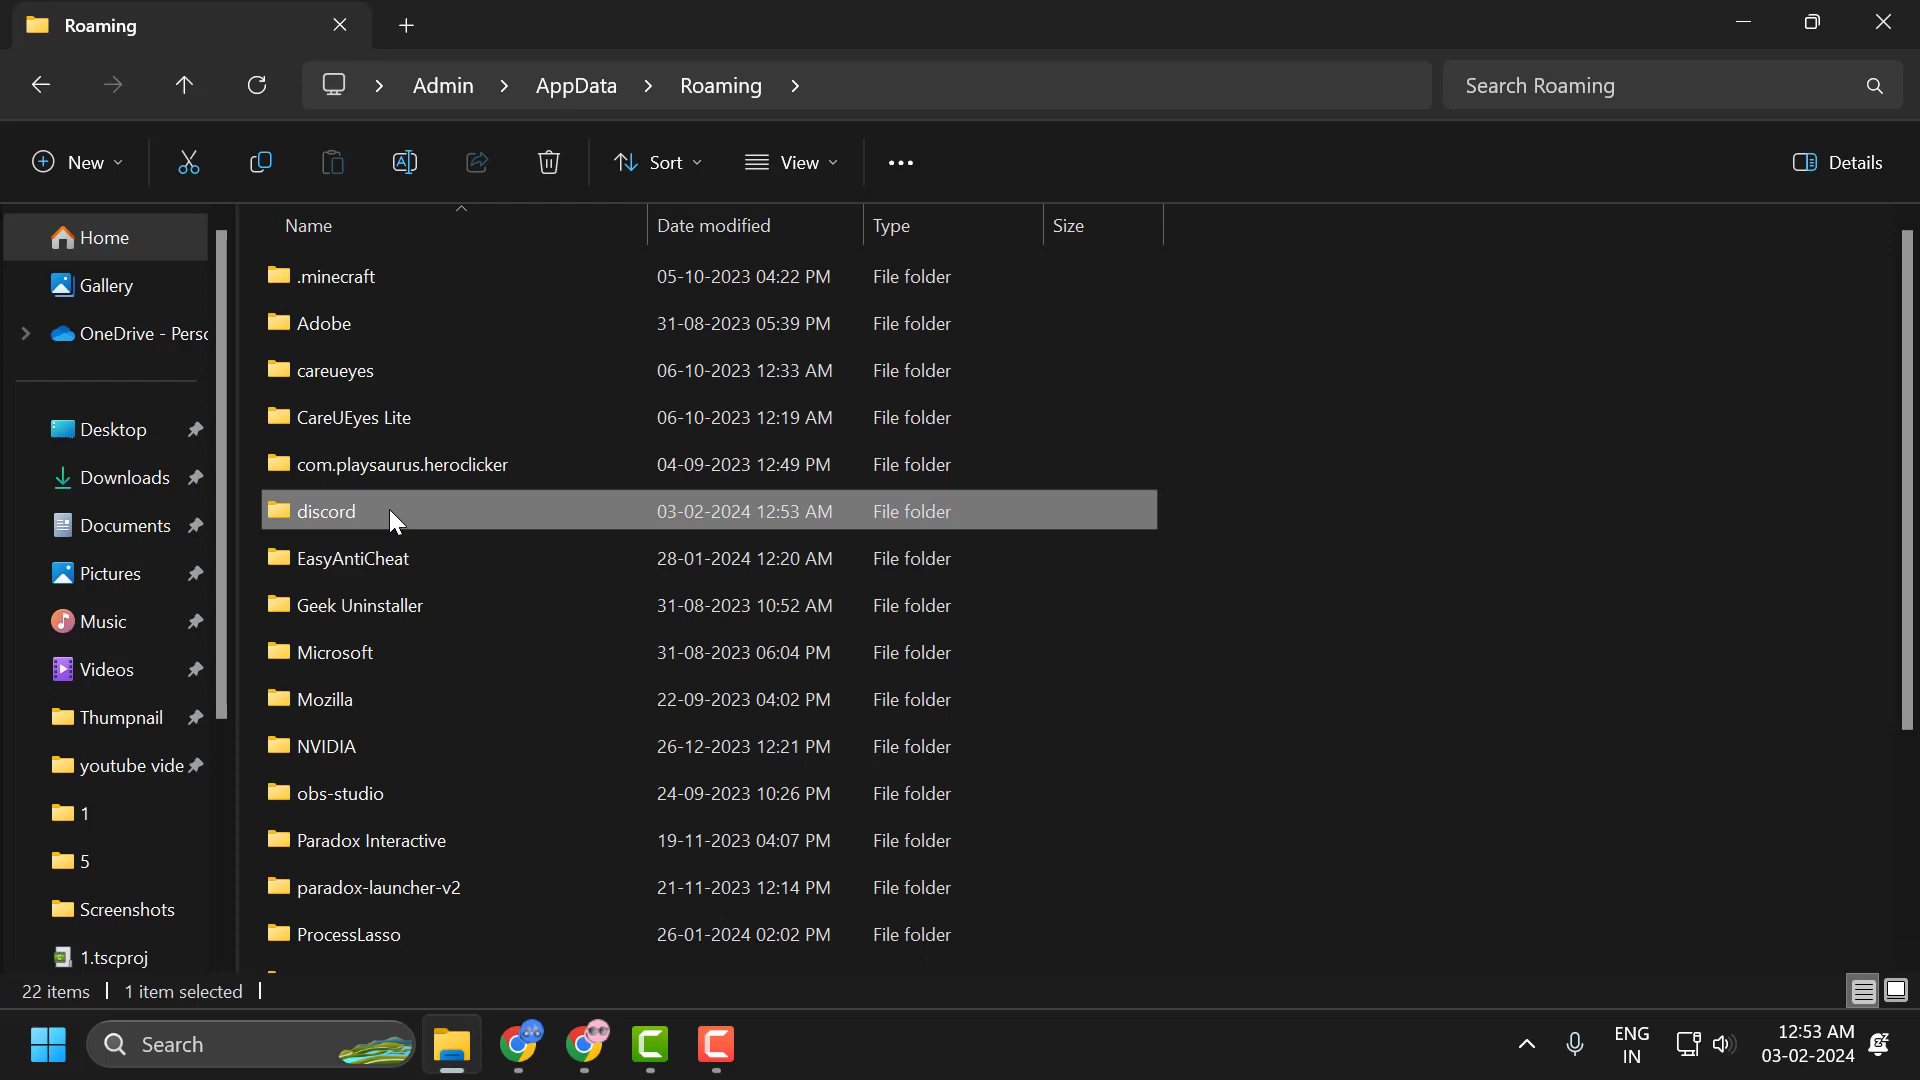 Roaming
Admin
AppData
Roaming
Search Roaming
New
Sort
View
Details
Name
Date modified
Type
Size
Home
Gallery
OneDrive - Perso
Desktop
Downloads
Documents
Pictures
Music
Videos
Thumpnail
youtube vide
1
5
Screenshots
1.tscproj
.minecraft 05-10-2023 04:22 PM File folder
Adobe 31-08-2023 05:39 PM File folder
careueyes 06-10-2023 12:33 AM File folder
CareUEyes Lite 06-10-2023 12:19 AM File folder
com.playsaurus.heroclicker 04-09-2023 12:49 PM File folder
discord 03-02-2024 12:53 AM File folder
EasyAntiCheat 28-01-2024 12:20 AM File folder
Geek Uninstaller 31-08-2023 10:52 AM File folder
Microsoft 31-08-2023 06:04 PM File folder
Mozilla 22-09-2023 04:02 PM File folder
NVIDIA 26-12-2023 12:21 PM File folder
obs-studio 24-09-2023 10:26 PM File folder
Paradox Interactive 19-11-2023 04:07 PM File folder
paradox-launcher-v2 21-11-2023 12:14 PM File folder
ProcessLasso 26-01-2024 02:02 PM File folder
22 items
1 item selected
Search
ENG
IN
12:53 AM
03-02-2024